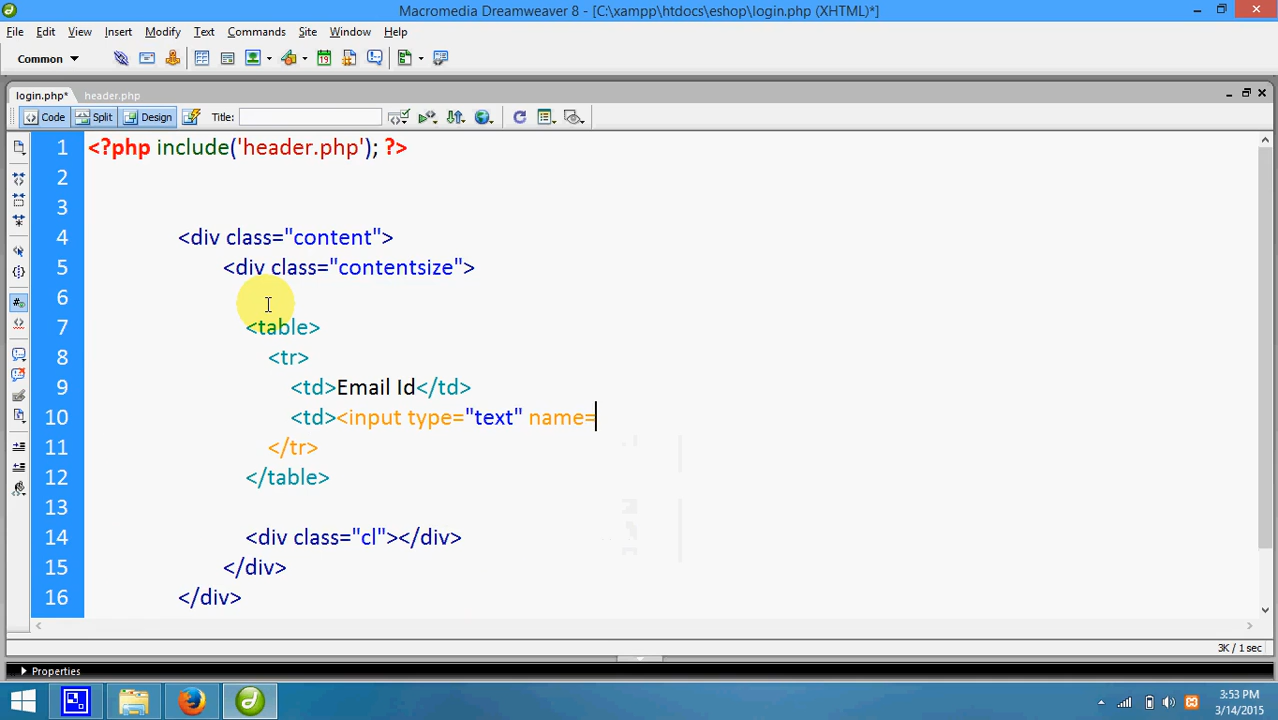 Macromedia Dreamweaver 8 - [C:\xampp\htdocs\eshop\login.php (XHTML)*]
File Edit View Insert Modify Text Commands Site Window Help
Common
login.php* header.php
Code Split Design Title:
1 <?php include('header.php'); ?>
2
3
4 <div class="content">
5 <div class="contentsize">
6
7 <table>
8 <tr>
9 <td>Email Id</td>
10 <td><input type="text" name=
11 </tr>
12 </table>
13
14 <div class="cl"></div>
15 </div>
16 </div>
3K / 1 sec
Properties
3:53 PM
3/14/2015